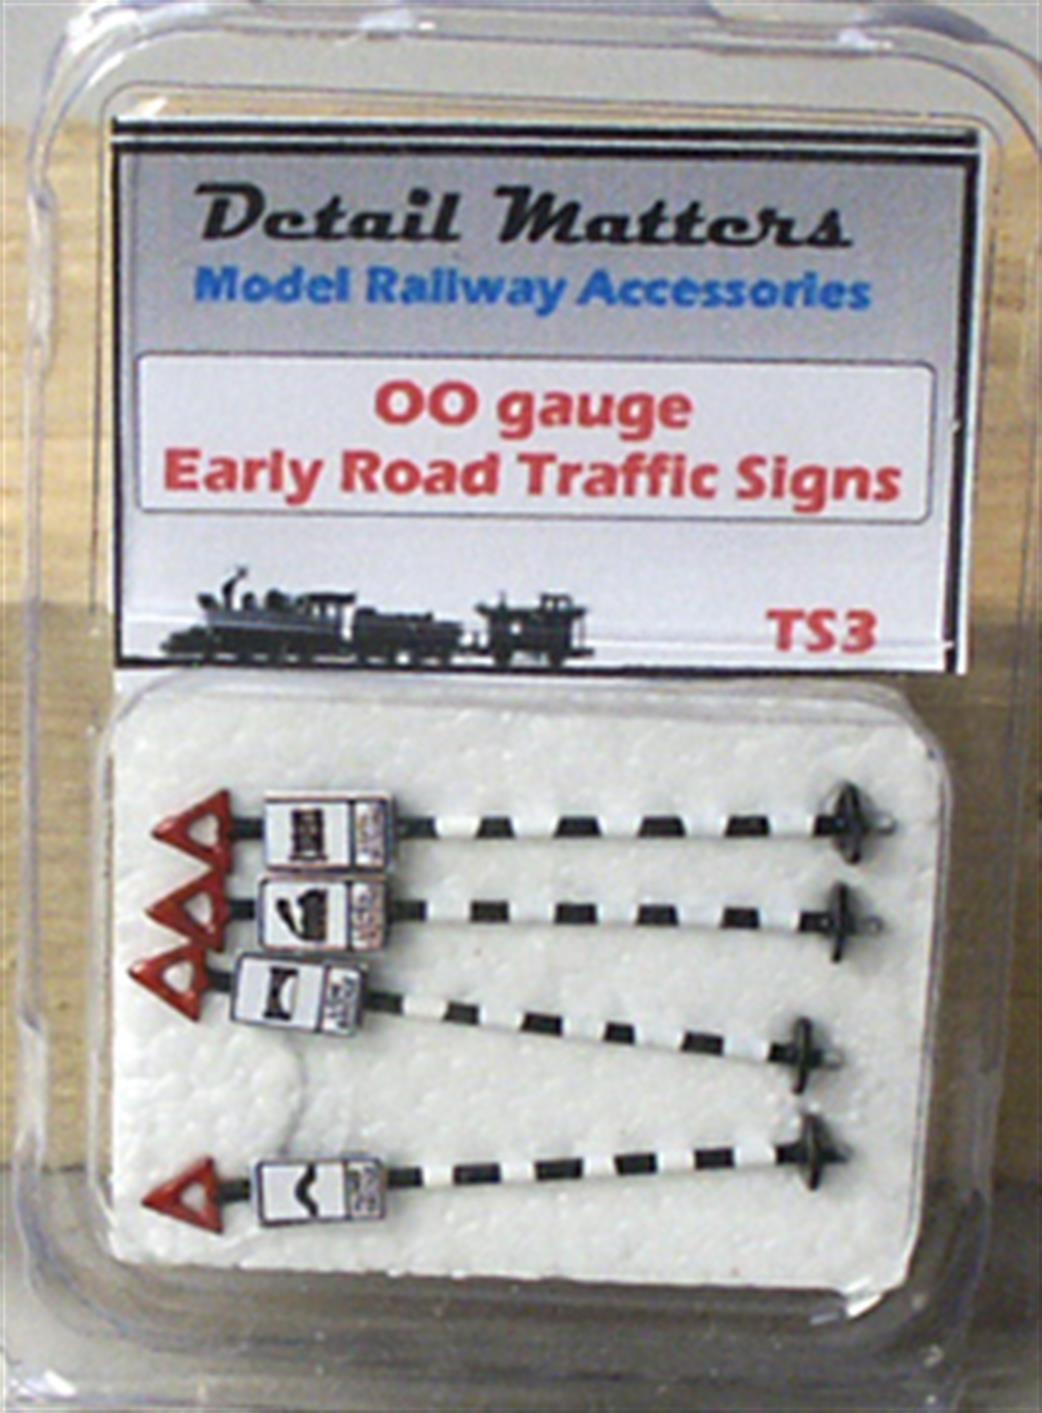 Detail Matters
Model Railway Accessories
OO gauge
Early Road Traffic Signs
TS3